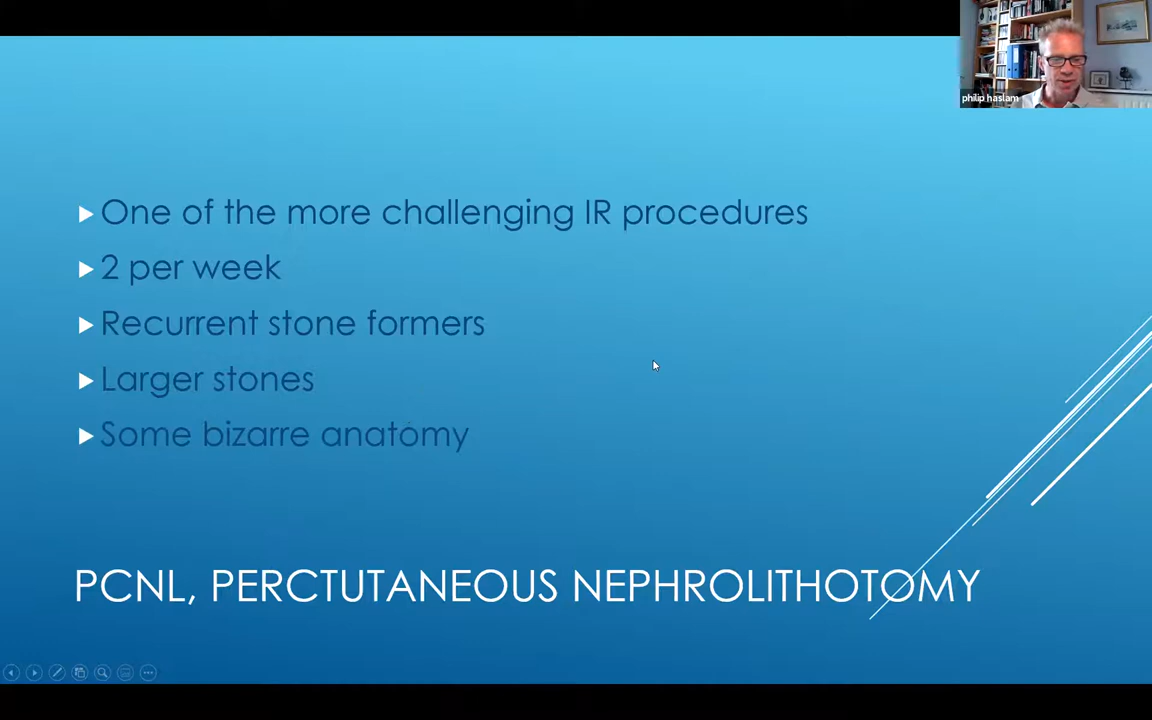 philip haslam
One of the more challenging IR procedures
2 per week
Recurrent stone formers
Larger stones
Some bizarre anatomy
PCNL, PERCTUTANEOUS NEPHROLITHOTOMY